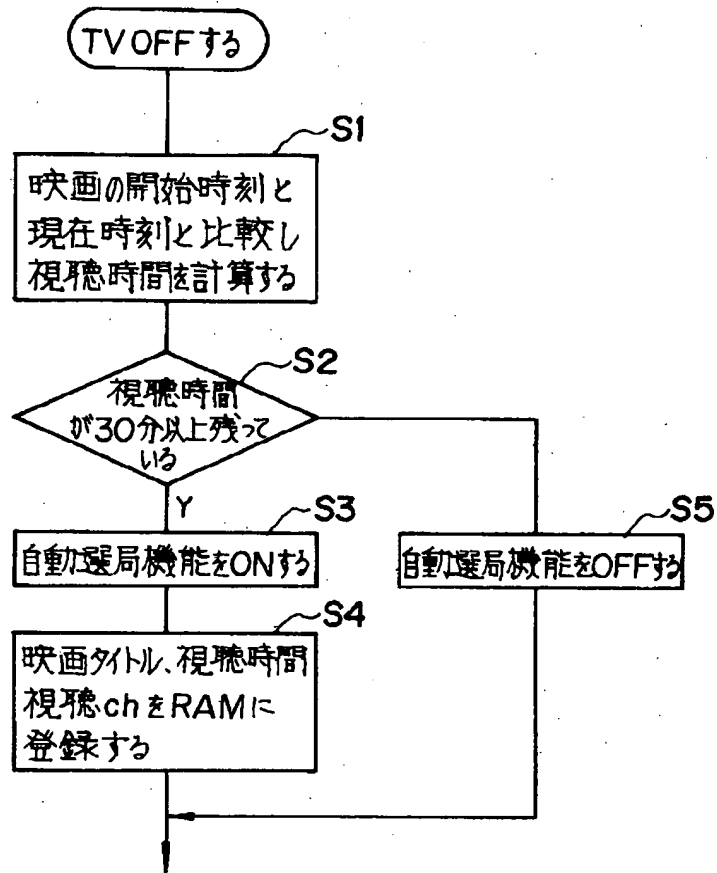 TV OFFする
S1
映画の開始時刻と
現在時刻と比較し
視聴時間を計算する
S2
視聴時間
が30分以上残って
いる
Y
S3
自動選局機能をONする
S5
自動選局機能をOFFする
S4
映画タイトル、視聴時間
視聴chをRAMに
登録する